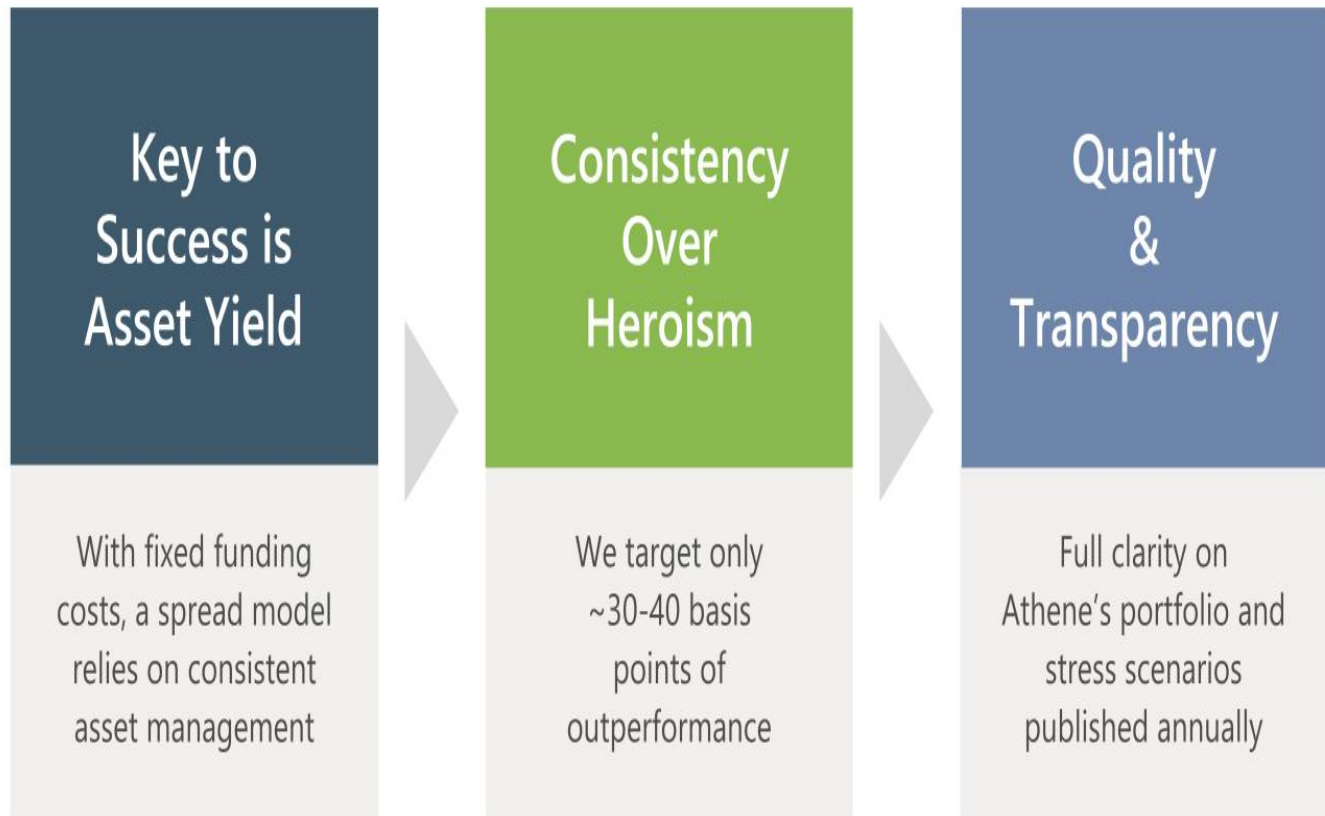 Key to
Success is
Asset Yield
With fixed funding
costs, a spread model
relies on consistent
asset management
Consistency
Over
Heroism
We target only
~30-40 basis
points of
outperformance
Quality
&
Transparency
Full clarity on
Athene’s portfolio and
stress scenarios
published annually